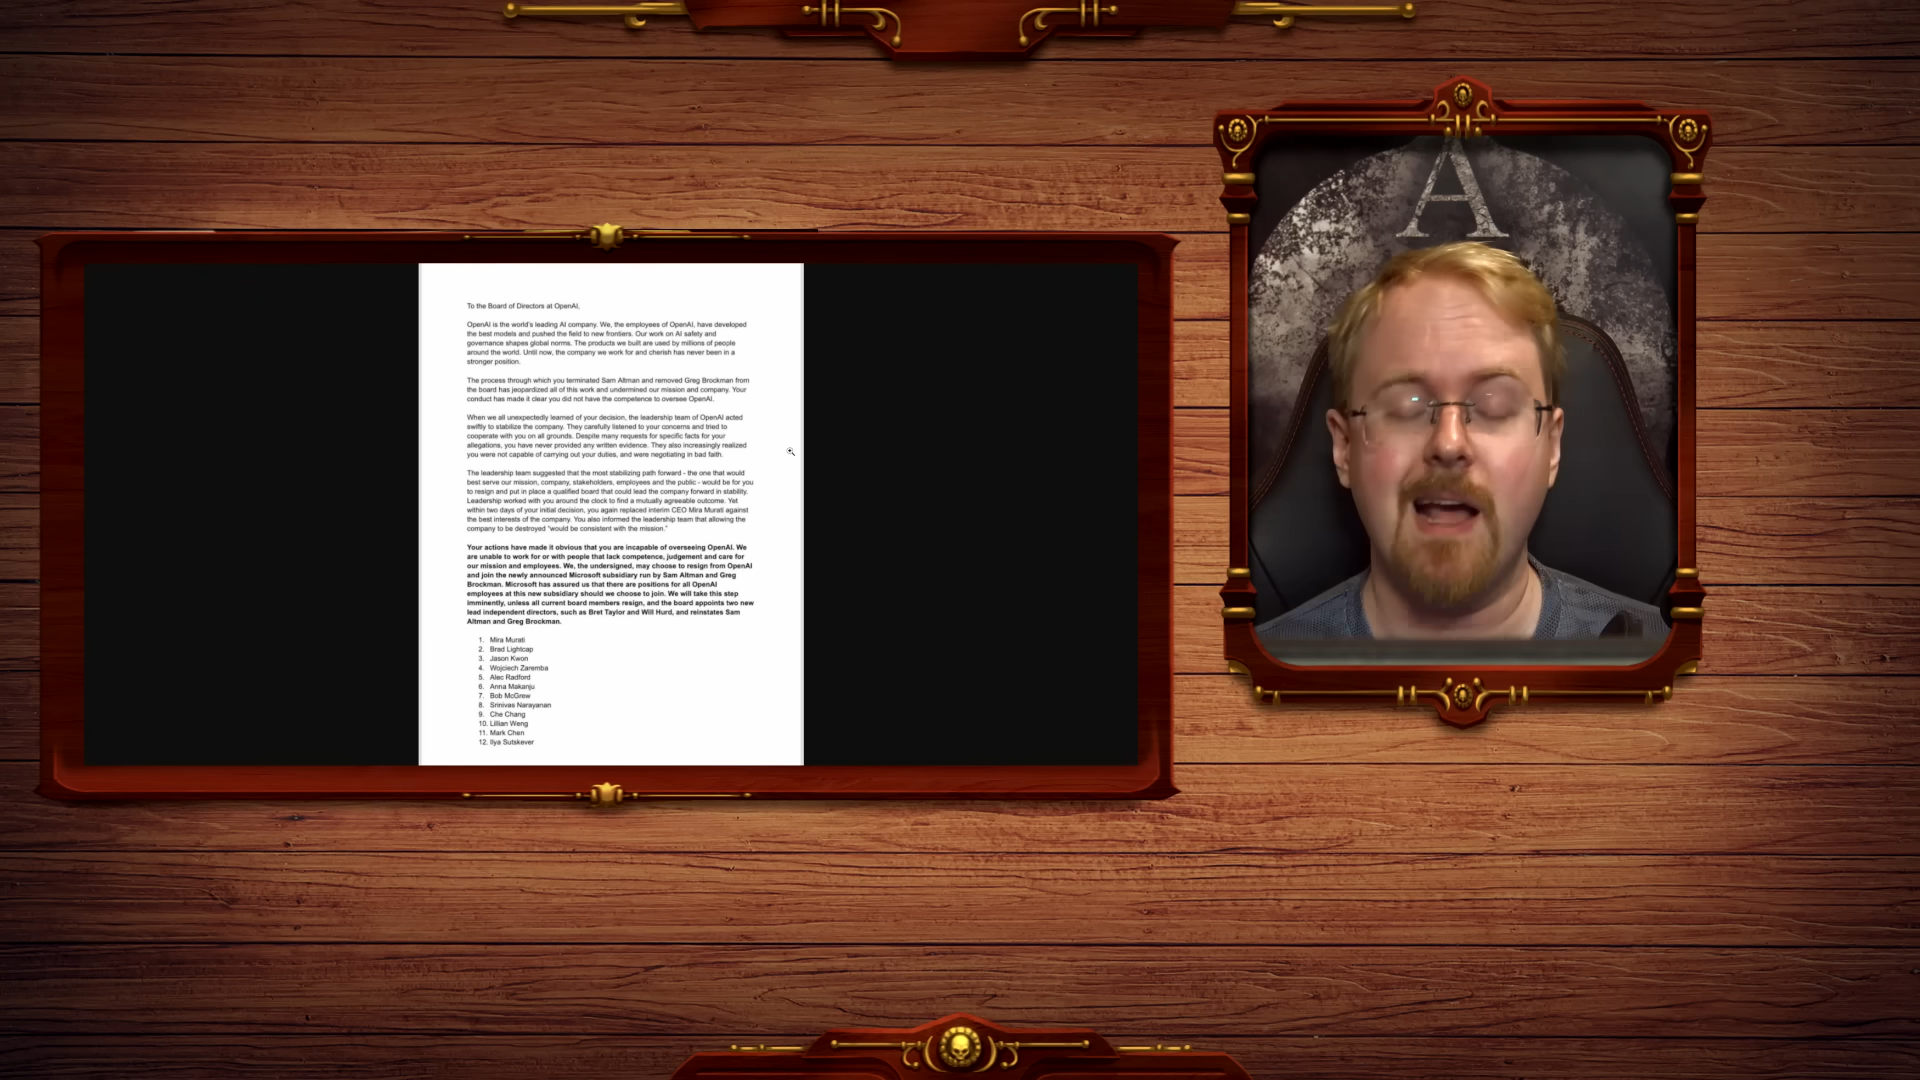 A
To the Board of Directors at OpenAI,
OpenAI is the world's leading AI company. We, the employees of OpenAI, have developed
the best models and pushed the field to new frontiers. Our work on AI safety and
governance shapes global norms. The products we built are used by millions of people
around the world. Until now, the company we work for and cherish has never been in a
stronger position.
The process through which you terminated Sam Altman and removed Greg Brockman from
the board has jeopardized all of this work and undermined our mission and company. Your
conduct has made it clear you did not have the competence to oversee OpenAI.
When we all unexpectedly learned of your decision, the leadership team of OpenAI acted
swiftly to stabilize the company. They carefully listened to your concerns and tried to
cooperate with you on all grounds. Despite many requests for specific facts for your
allegations, you have never provided any written evidence. They also increasingly realized
you were not capable of carrying out your duties, and were negotiating in bad faith.
The leadership team suggested that the most stabilizing path forward - the one that would
best serve our mission, company, stakeholders, employees and the public - would be for you
to resign and put in place a qualified board that could lead the company forward in stability.
Leadership worked with you around the clock to find a mutually agreeable outcome. Yet
within two days of your initial decision, you again replaced interim CEO Mira Murati against
the best interests of the company. You also informed the leadership team that allowing the
company to be destroyed "would be consistent with the mission."
Your actions have made it obvious that you are incapable of overseeing OpenAI. We
are unable to work for or with people that lack competence, judgement and care for
our mission and employees. We, the undersigned, may choose to resign from OpenAI
and join the newly announced Microsoft subsidiary run by Sam Altman and Greg
Brockman. Microsoft has assured us that there are positions for all OpenAI
employees at this new subsidiary should we choose to join. We will take this step
imminently, unless all current board members resign, and the board appoints two new
lead independent directors, such as Bret Taylor and Will Hurd, and reinstates Sam
Altman and Greg Brockman.
1. Mira Murati
2. Brad Lightcap
3. Jason Kwon
4. Wojciech Zaremba
5. Alec Radford
6. Anna Makanju
7. Bob McGrew
8. Srinivas Narayanan
9. Che Chang
10. Lillian Weng
11. Mark Chen
12. Ilya Sutskever